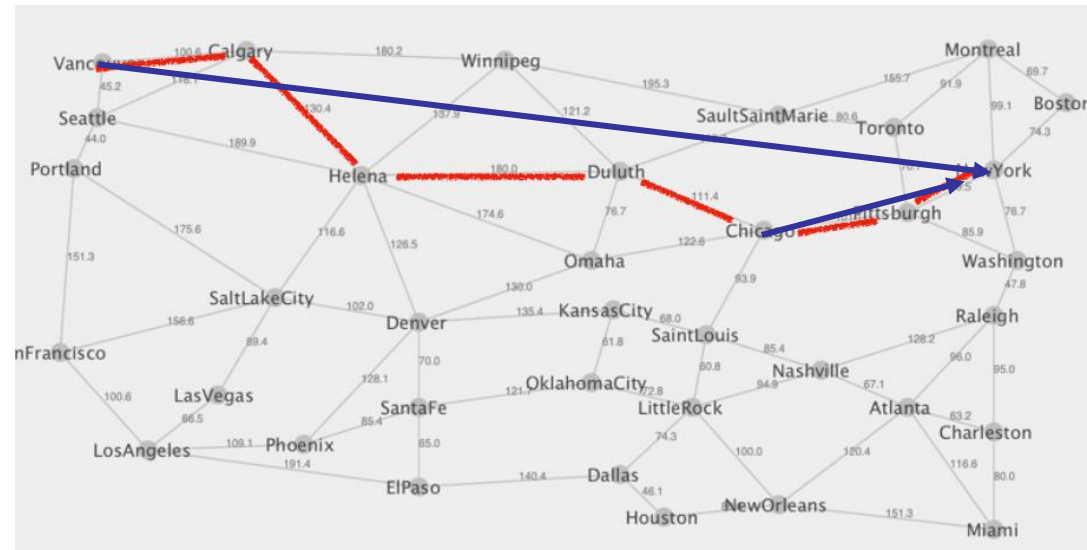 Calgary
Montreal
100.6
180.2
Vancouver
Winnipeg
69.7
155.7
91.9
45.2
195.3
130.4
121.2
99.1
Boston
137.9
SaultSaintMarie
80.6
Toronto
Seattle
74.3
44.0
189.9
Portland
Helena
180.0
Duluth
NewYork
111.4
76.7
76.7
174.6
Pittsburgh
175.6
116.6
126.5
Chicago
85.9
122.6
151.3
Omaha
Washington
93.9
47.8
130.0
SaltLakeCity
102.0
KansasCity
135.4
Denver
68.0
Raleigh
156.6
SaintLouis
128.2
nFrancisco
89.4
61.8
85.4
96.0
70.0
60.8
Nashville
95.0
128.1
OklahomaCity
72.8
94.9
67.1
100.6
LasVegas
121.7
66.5
SantaFe
LittleRock
Atlanta
63.2
85.4
Charleston
109.1
Phoenix
74.3
LosAngeles
65.0
100.0
120.4
116.6
191.4
140.4
Dallas
80.0
ElPaso
46.1
NewOrleans
151.3
Houston
Miami